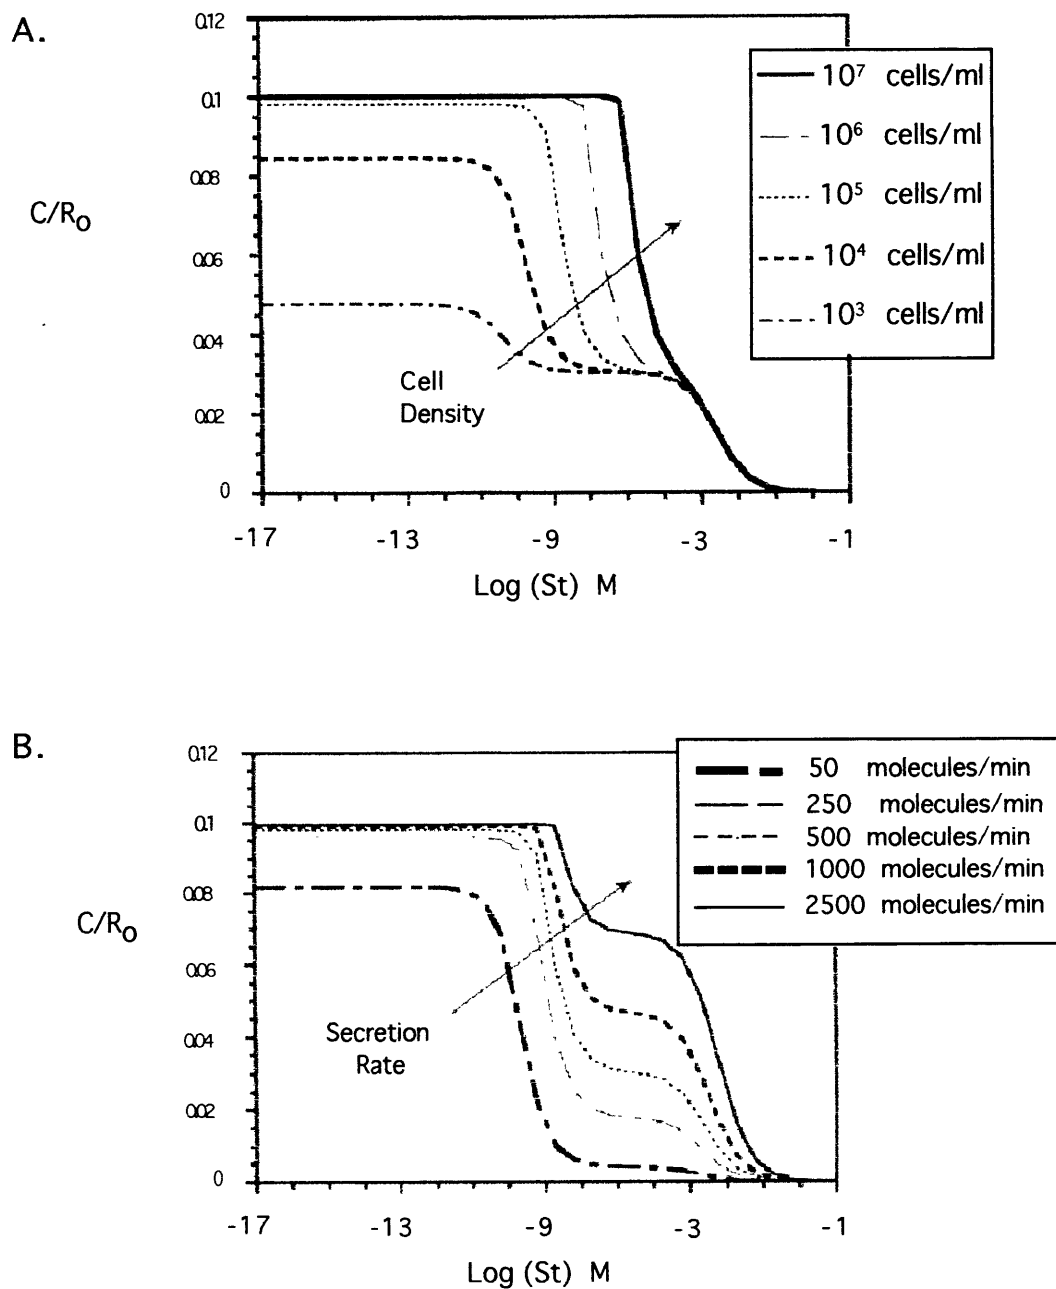 A.
0.12
0.1
0.08
0.06
0.04
0.02
0
C/R₀
Cell
Density
10⁷ cells/ml
10⁶ cells/ml
10⁵ cells/ml
10⁴ cells/ml
10³ cells/ml
-17 -13 -9 -3 -1
Log (St) M
B.
0.12
0.1
0.08
0.06
0.04
0.02
0
C/R₀
Secretion
Rate
50 molecules/min
250 molecules/min
500 molecules/min
1000 molecules/min
2500 molecules/min
-17 -13 -9 -3 -1
Log (St) M